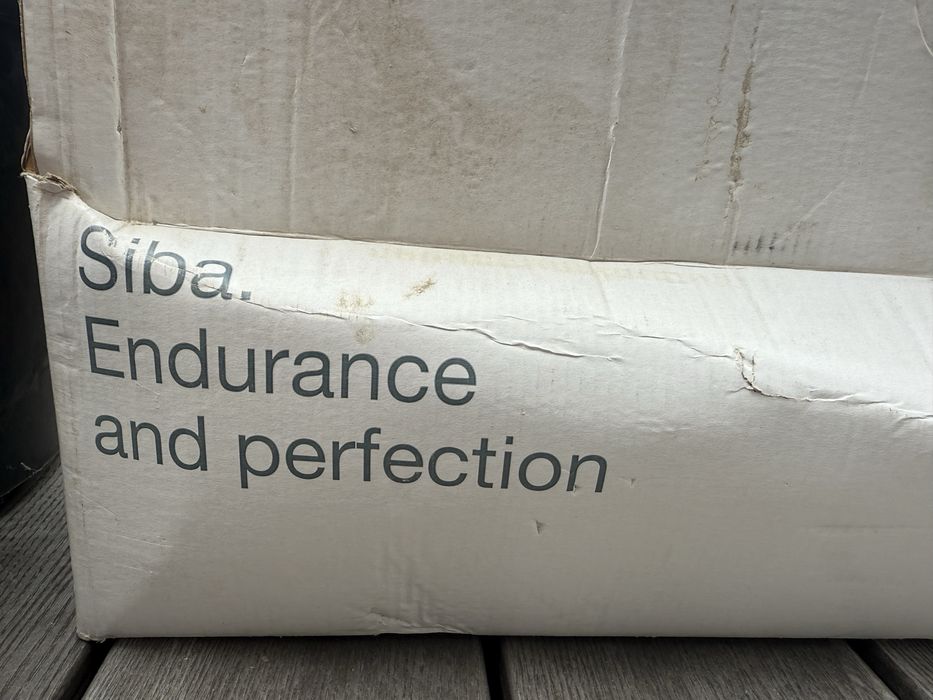 Siba.
Endurance
and perfection